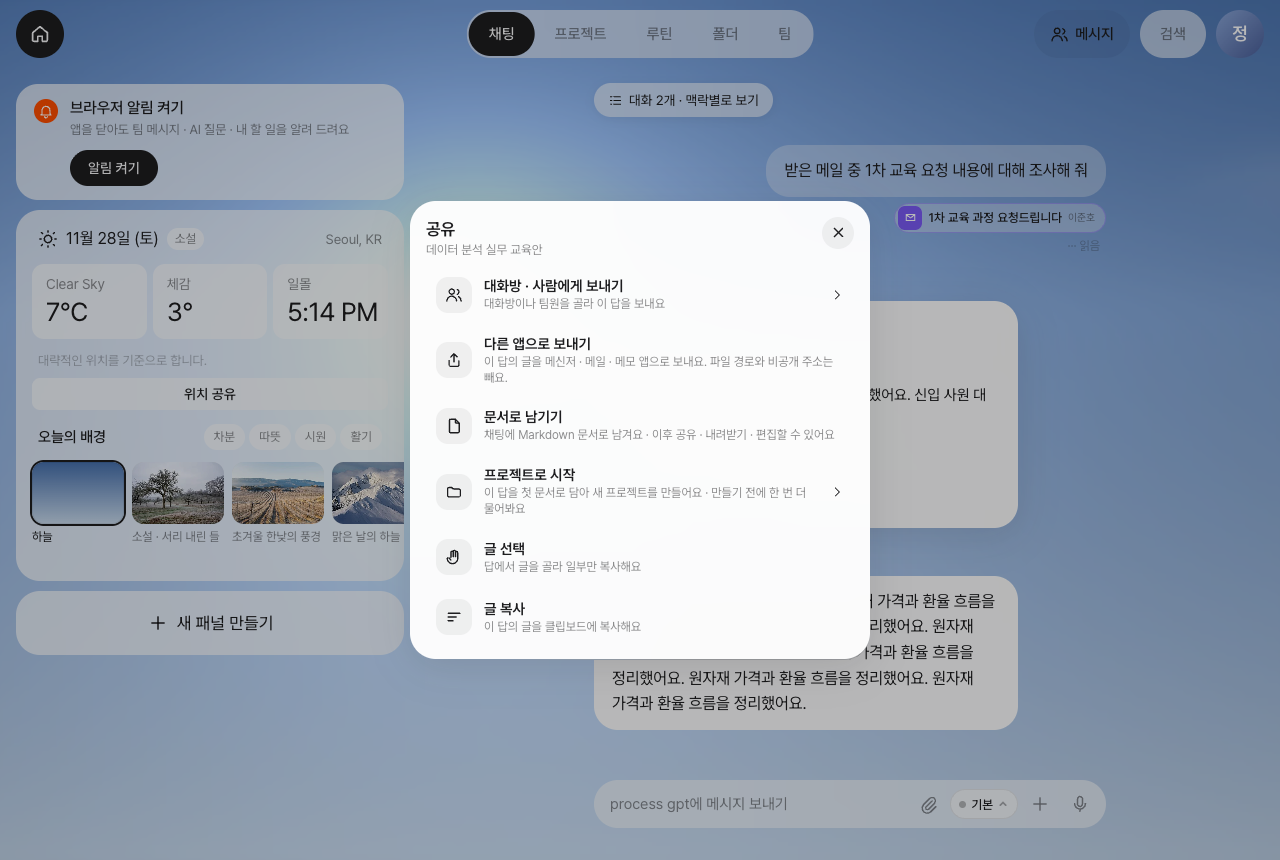 채팅
프로젝트
루틴
폴더
팀
메시지
검색
정
브라우저 알림 켜기
앱을 닫아도 팀 메시지 · AI 질문 · 내 할 일을 알려 드려요
알림 켜기
11월 28일 (토)
소설
Seoul, KR
Clear Sky
7°C
체감
3°
일몰
5:14 PM
대략적인 위치를 기준으로 합니다.
위치 공유
오늘의 배경
차분
따뜻
시원
활기
하늘
소설 · 서리 내린 들
초겨울 한낮의 풍경
맑은 날의 하늘
새 패널 만들기
대화 2개 · 맥락별로 보기
받은 메일 중 1차 교육 요청 내용에 대해 조사해 줘
1차 교육 과정 요청드립니다
이준호
읽음
공유
데이터 분석 실무 교육안
대화방 · 사람에게 보내기
대화방이나 팀원을 골라 이 답을 보내요
다른 앱으로 보내기
이 답의 글을 메신저 · 메일 · 메모 앱으로 보내요. 파일 경로와 비공개 주소는
빼요.
문서로 남기기
채팅에 Markdown 문서로 남겨요 · 이후 공유 · 내려받기 · 편집할 수 있어요
프로젝트로 시작
이 답을 첫 문서로 담아 새 프로젝트를 만들어요 · 만들기 전에 한 번 더
물어봐요
글 선택
답에서 글을 골라 일부만 복사해요
글 복사
이 답의 글을 클립보드에 복사해요
했어요. 신입 사원 대
가격과 환율 흐름을
리했어요. 원자재
가격과 환율 흐름을
정리했어요. 원자재 가격과 환율 흐름을 정리했어요. 원자재
가격과 환율 흐름을 정리했어요.
process gpt에 메시지 보내기
기본